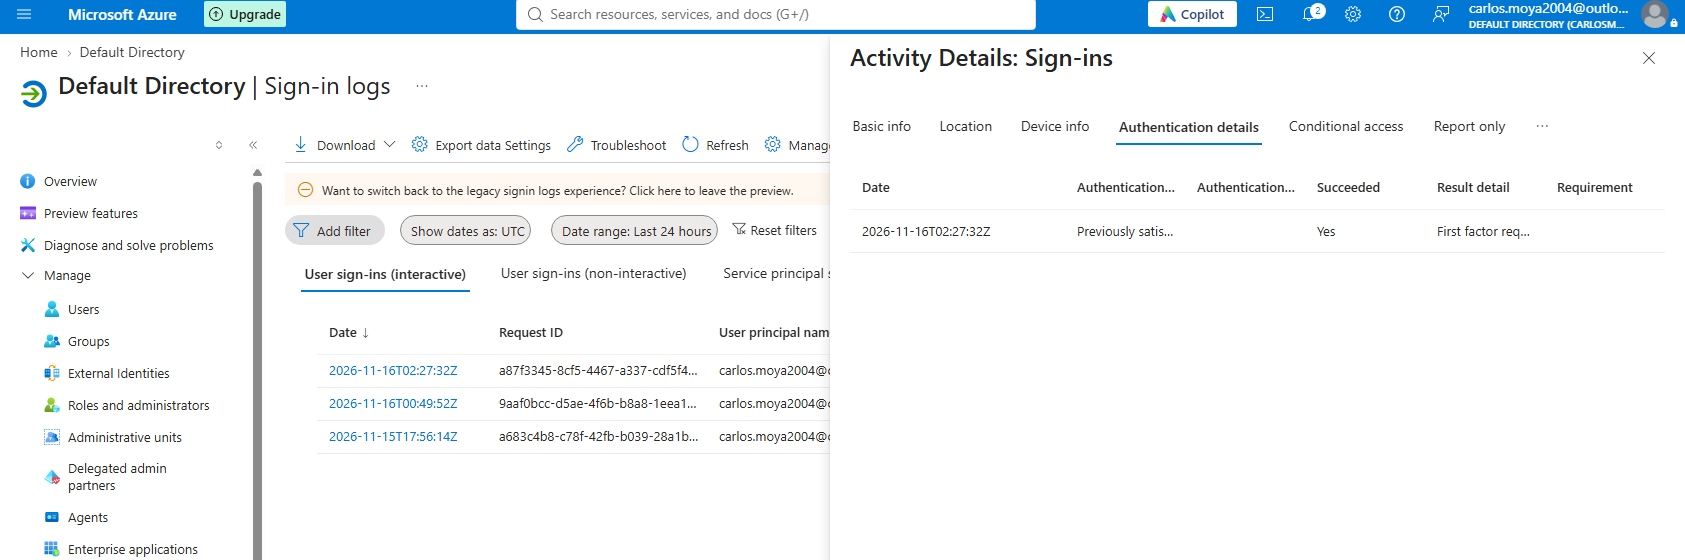 Microsoft Azure
Upgrade
Search resources, services, and docs (G+/)
Copilot
2
carlos.moya2004@outlo...
DEFAULT DIRECTORY (CARLOSM...
Home > Default Directory
Default Directory | Sign-in logs ...
Overview
Preview features
Diagnose and solve problems
Manage
Users
Groups
External Identities
Roles and administrators
Administrative units
Delegated admin
partners
Agents
Enterprise applications
Download Export data Settings Troubleshoot Refresh Manag
Want to switch back to the legacy signin logs experience? Click here to leave the preview.
Add filter Show dates as: UTC Date range: Last 24 hours Reset filters
User sign-ins (interactive) User sign-ins (non-interactive) Service principal s
Date ↓ Request ID User principal nam
2026-11-16T02:27:32Z a87f3345-8cf5-4467-a337-cdf5f4... carlos.moya2004@
2026-11-16T00:49:52Z 9aaf0bcc-d5ae-4f6b-b8a8-1eea1... carlos.moya2004@
2026-11-15T17:56:14Z a683c4b8-c78f-42fb-b039-28a1b... carlos.moya2004@
Activity Details: Sign-ins
Basic info Location Device info Authentication details Conditional access Report only ...
Date Authentication... Authentication... Succeeded Result detail Requirement
2026-11-16T02:27:32Z Previously satis... Yes First factor req...